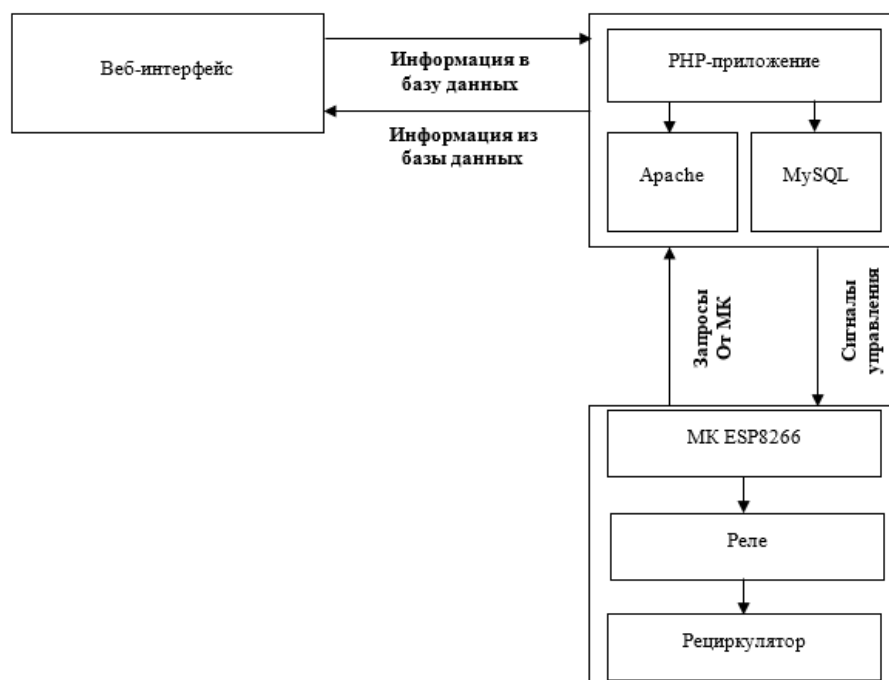 Веб-интерфейс
Информация в
базу данных
Информация из
базы данных
PHP-приложение
Apache
MySQL
Запросы
От МК
Сигналы
управления
МК ESP8266
Реле
Рециркулятор